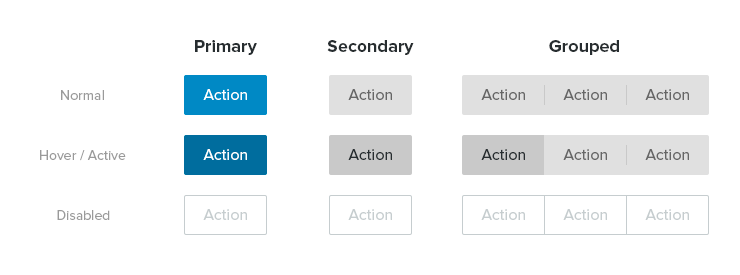 Primary Secondary Grouped
Normal Action Action Action Action Action
Hover / Active Action Action Action Action Action
Disabled Action Action Action Action Action